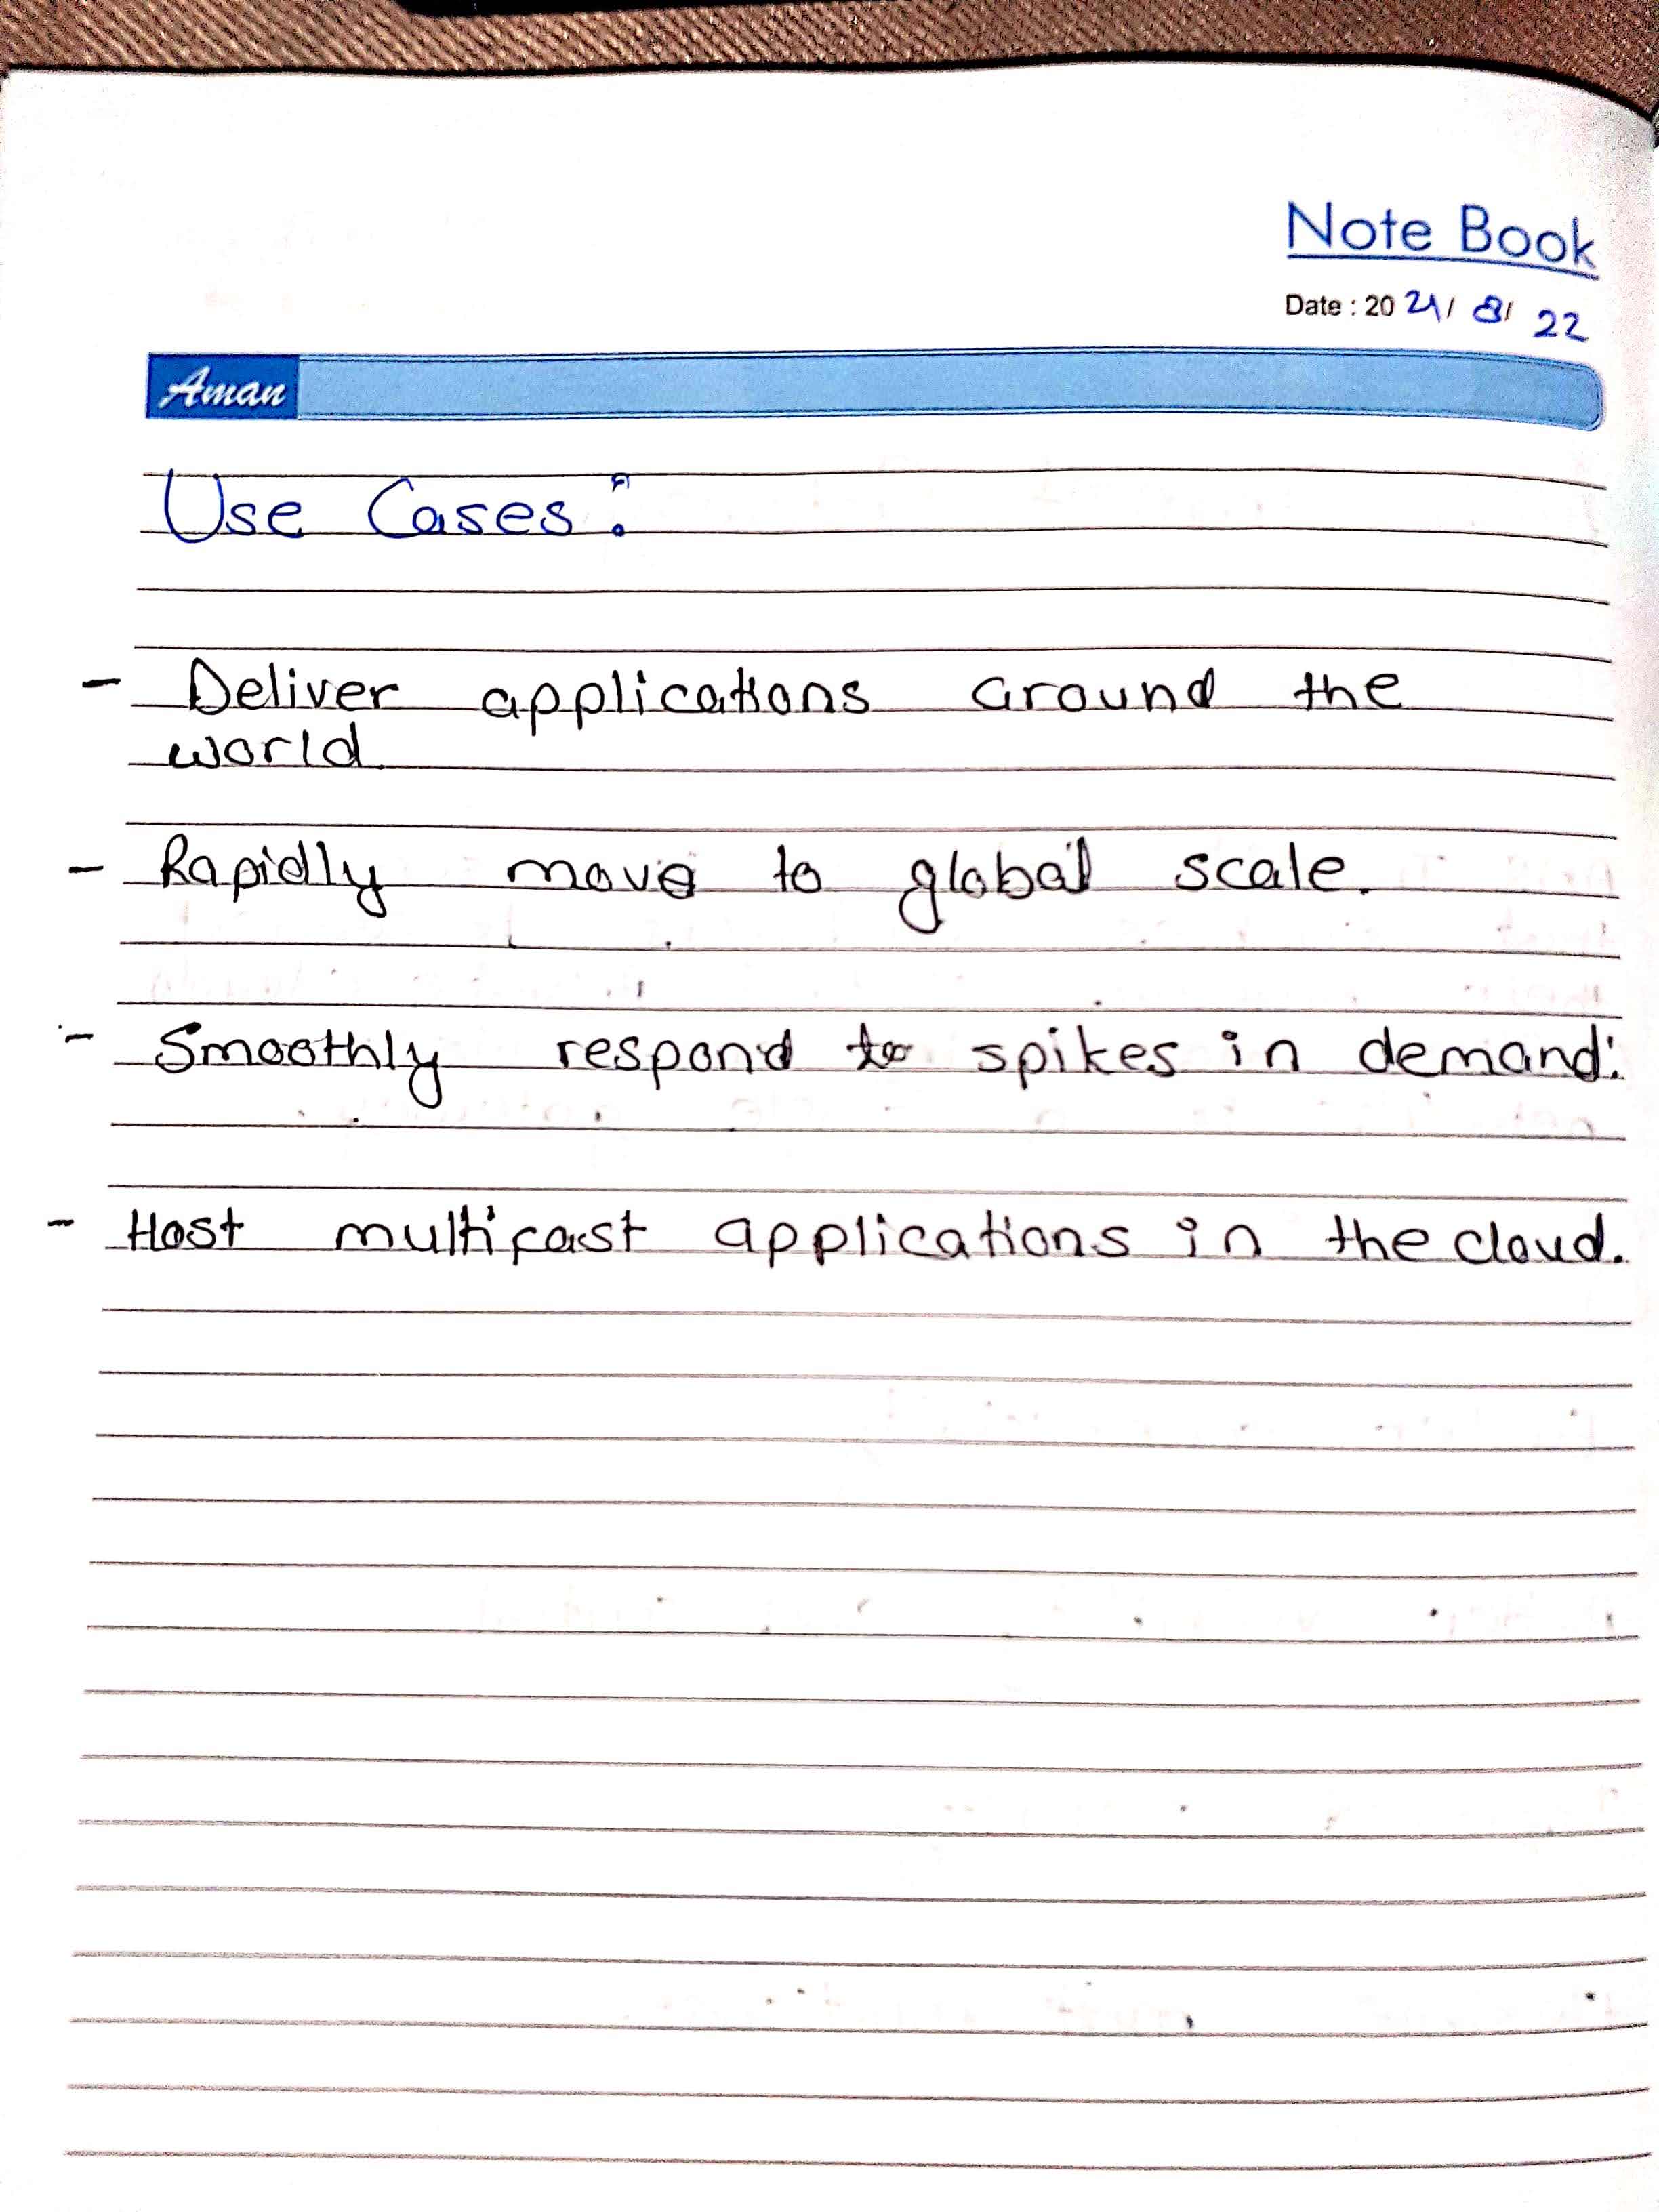 Note Book
Date : 20 21/ 8/ 22
Aman
Use Cases :
- Deliver applications around the
world.
- Rapidly move to global scale.
- Smoothly respond to spikes in demand.
- Host multicast applications in the cloud.